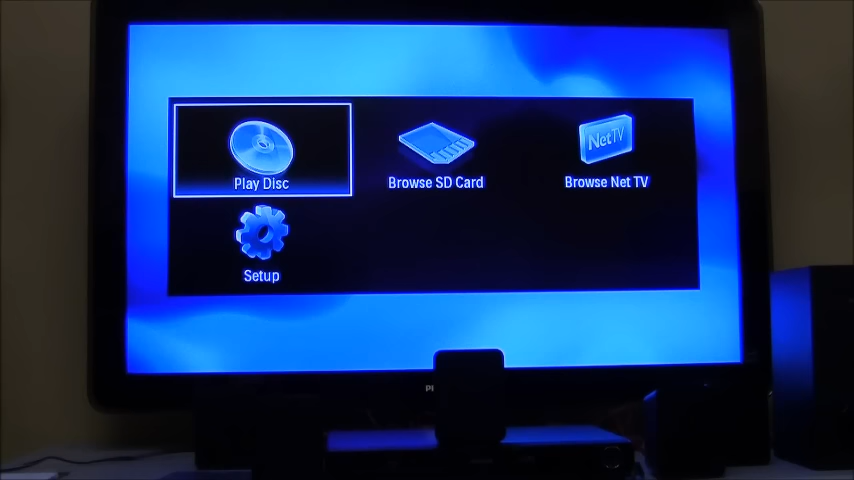 NetTV
Play Disc
Browse SD Card
Browse Net TV
Setup